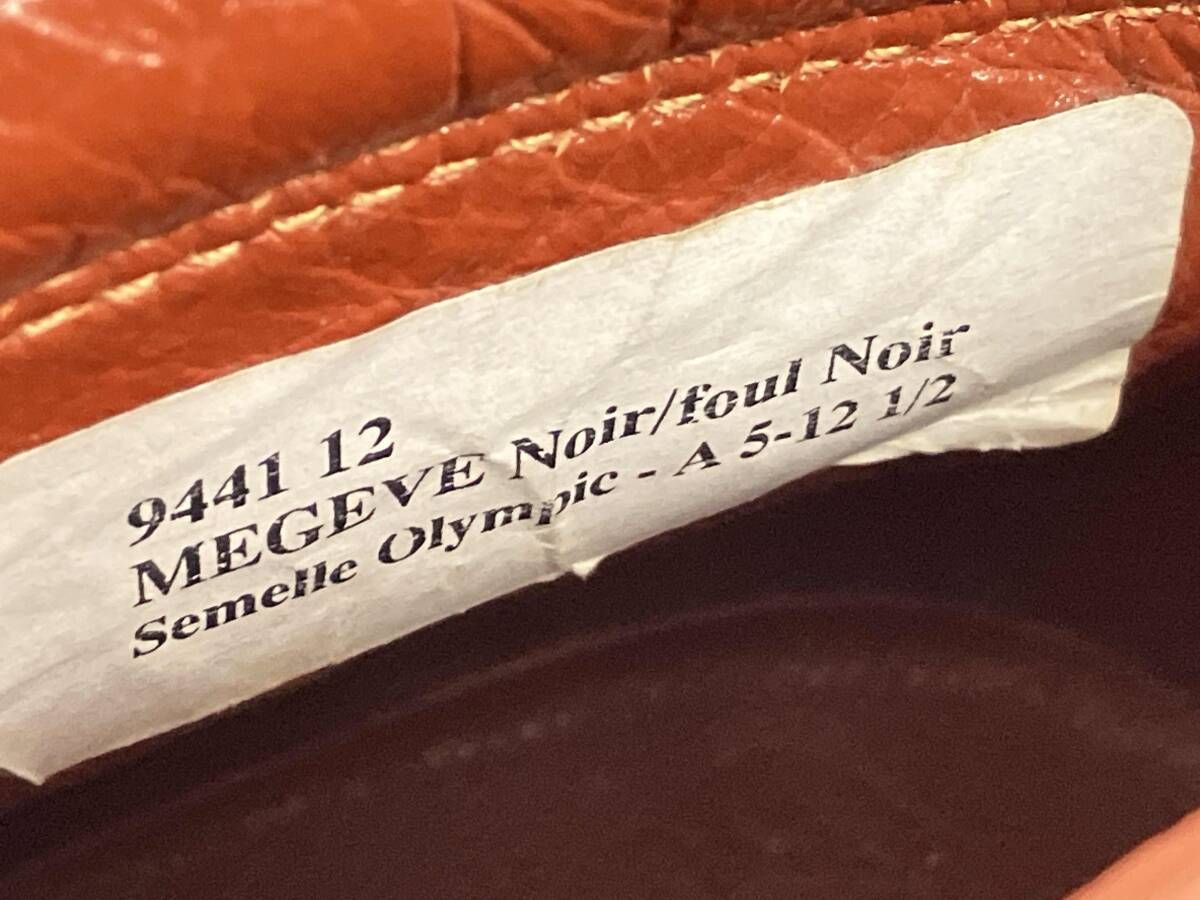 9441 12
MEGEVE Noir/foul Noir
Semelle Olympic - A 5-12 1/2